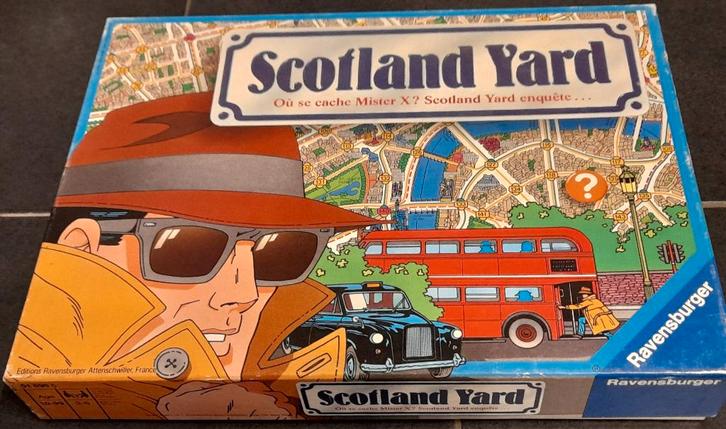 Scotland Yard
Où se cache Mister X? Scotland Yard enquête...
?
Ravensburger
Editions Ravensburger Attenschwiller, France
Ravensburger
Scotland Yard
Où se cache Mister X? Scotland Yard enquête...